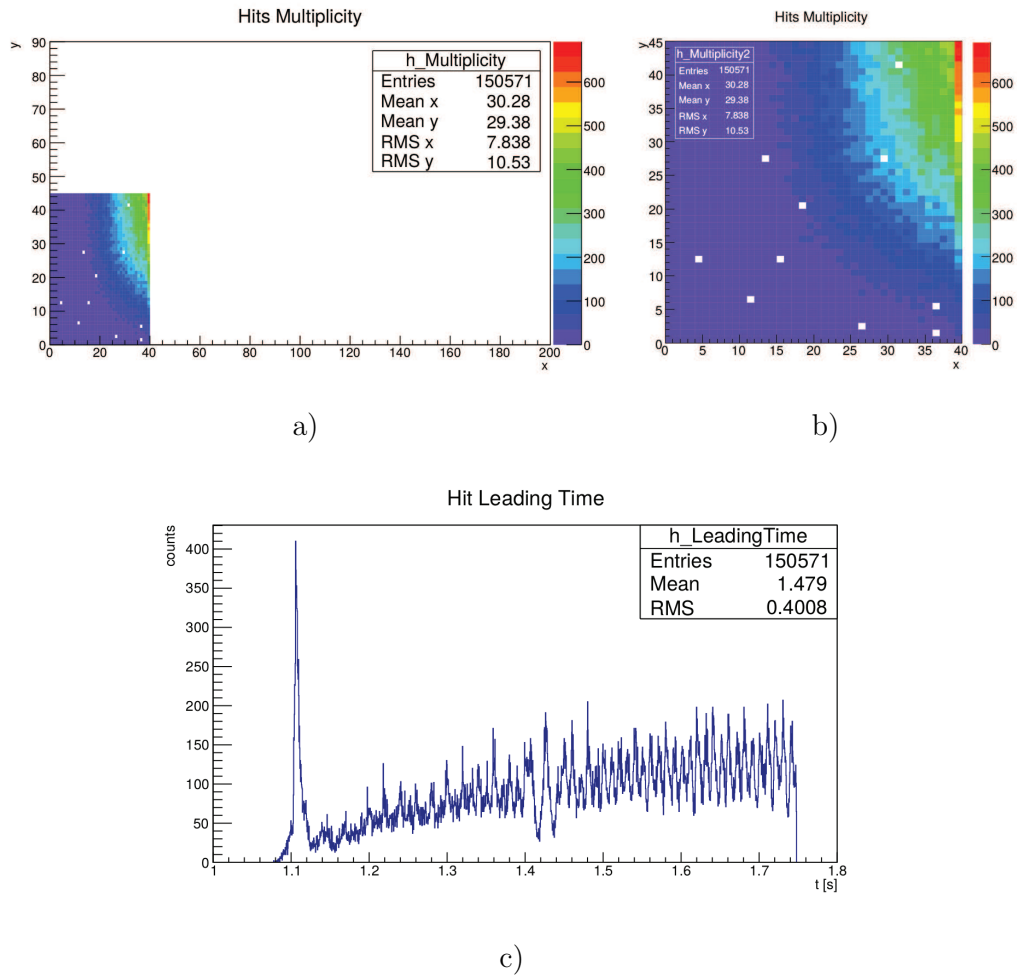 Hits Multiplicity
y
90
80
70
60
50
40
30
20
10
0
0 20 40 60 80 100 120 140 160 180 200
x
h_Multiplicity
Entries 150571
Mean x 30.28
Mean y 29.38
RMS x 7.838
RMS y 10.53
600
500
400
300
200
100
0
a)
Hits Multiplicity
y
45
40
35
30
25
20
15
10
5
0
0 5 10 15 20 25 30 35 40
x
h_Multiplicity2
Entries 150571
Mean x 30.28
Mean y 29.38
RMS x 7.838
RMS y 10.53
600
500
400
300
200
100
0
b)
Hit Leading Time
counts
400
350
300
250
200
150
100
50
0
1 1.1 1.2 1.3 1.4 1.5 1.6 1.7 1.8
t [s]
h_LeadingTime
Entries 150571
Mean 1.479
RMS 0.4008
c)